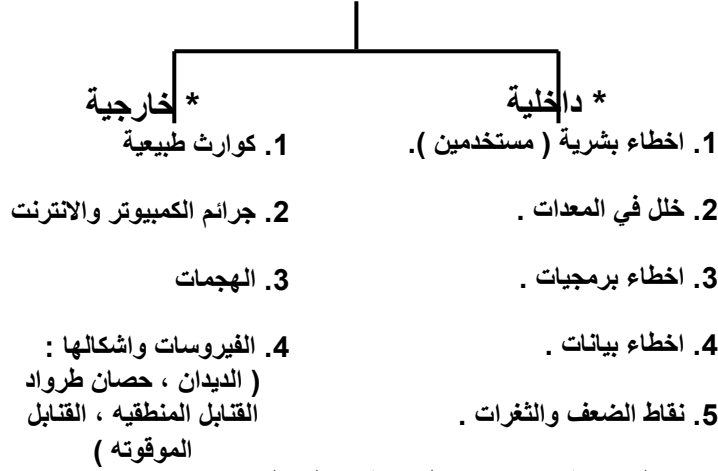 * داخلية
1. اخطاء بشرية ( مستخدمين ).
2. خلل في المعدات .
3. اخطاء برمجيات .
4. اخطاء بيانات .
5. نقاط الضعف والثغرات .
* خارجية
1. كوارث طبيعية
2. جرائم الكمبيوتر والانترنت
3. الهجمات
4. الفيروسات واشكالها :
( الديدان ، حصان طرواد
القنابل المنطقيه ، القنابل
الموقوته )